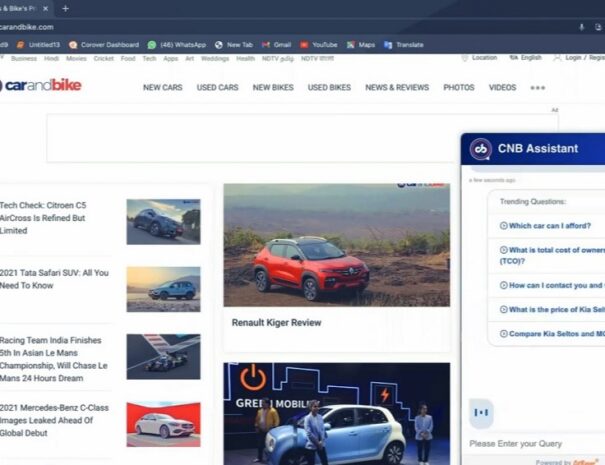 s & Bike's Pri
carandbike.com
d9 Untitled13 Corover Dashboard (46) WhatsApp New Tab Gmail YouTube Maps Translate
Business Hindi Movies Cricket Food Tech Apps Art Weddings Health NDTV தமிழ் NDTV বাংলা Location English Login / Regis
carandbike NEW CARS USED CARS NEW BIKES USED BIKES NEWS & REVIEWS PHOTOS VIDEOS
Ad
Tech Check: Citroen C5
AirCross Is Refined But
Limited
2021 Tata Safari SUV: All You
Need To Know
Racing Team India Finishes
5th In Asian Le Mans
Championship, Will Chase Le
Mans 24 Hours Dream
2021 Mercedes-Benz C-Class
Images Leaked Ahead Of
Global Debut
carandbike
Renault Kiger Review
GREEN MOBILI
CNB Assistant
a few seconds ago
Trending Questions:
Which car can I afford?
What is total cost of owners
(TCO)?
How can I contact you and
What is the price of Kia Selt
Compare Kia Seltos and MG
Please Enter your Query
Powered by